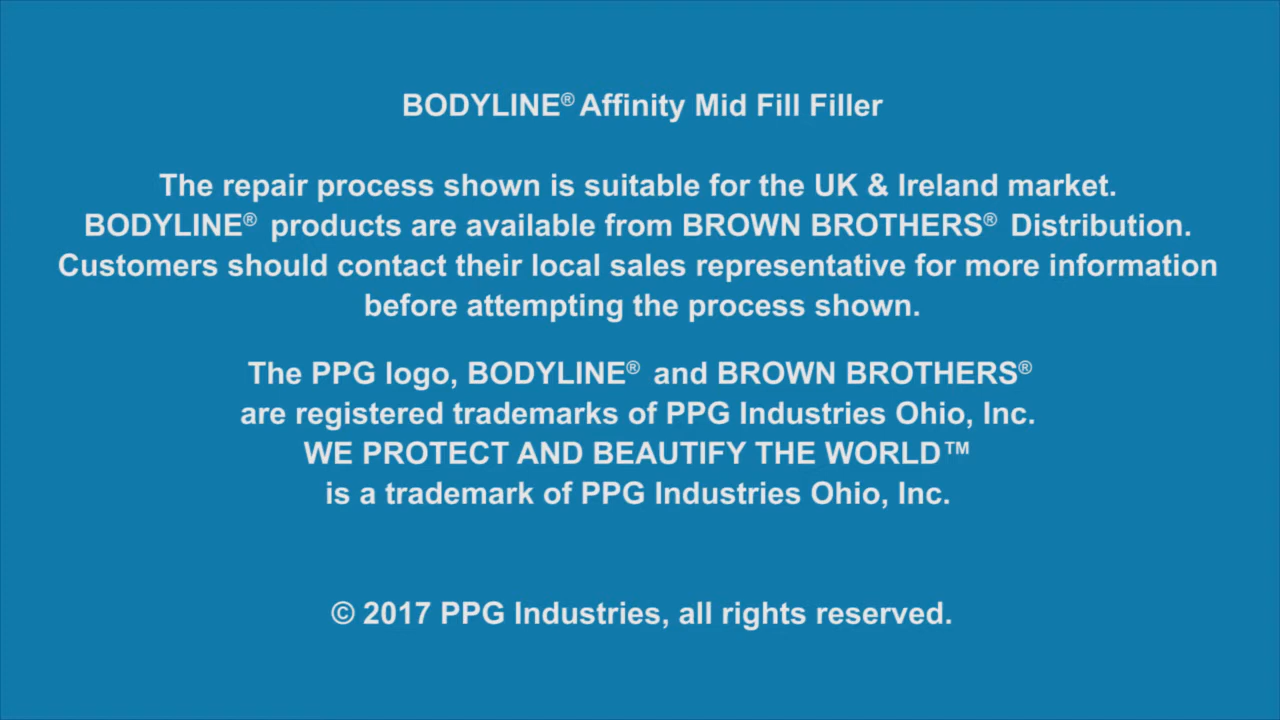 BODYLINE® Affinity Mid Fill Filler
The repair process shown is suitable for the UK & Ireland market.
BODYLINE® products are available from BROWN BROTHERS® Distribution.
Customers should contact their local sales representative for more information
before attempting the process shown.
The PPG logo, BODYLINE® and BROWN BROTHERS®
are registered trademarks of PPG Industries Ohio, Inc.
WE PROTECT AND BEAUTIFY THE WORLD™
is a trademark of PPG Industries Ohio, Inc.
© 2017 PPG Industries, all rights reserved.